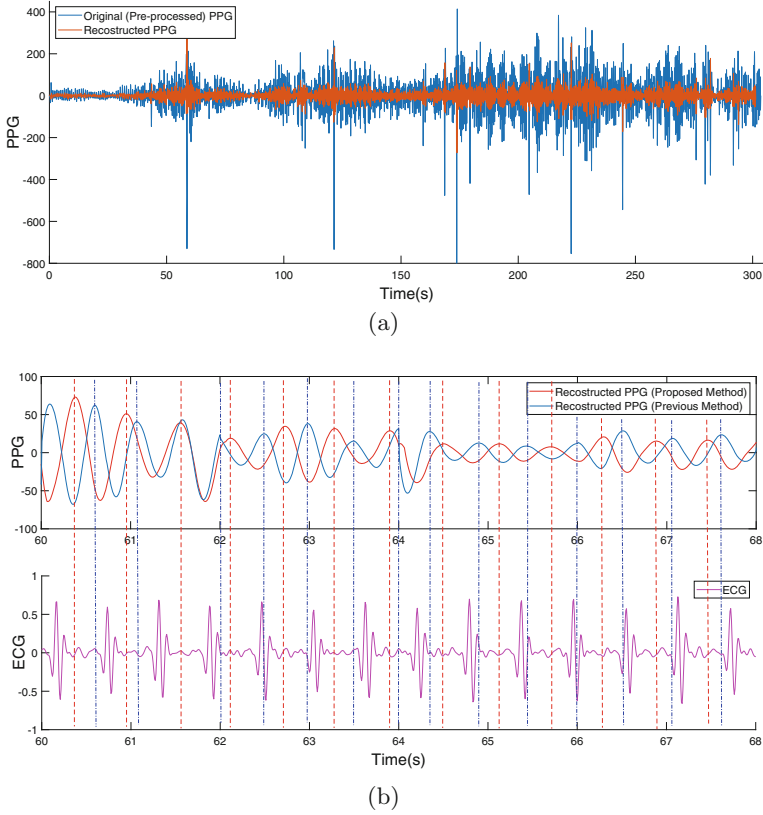 Original (Pre-processed) PPG
Recostructed PPG
400
200
0
-200
-400
-600
-800
PPG
0 50 100 150 200 250 300
Time(s)
(a)
100
50
0
-50
-100
PPG
Recostructed PPG (Proposed Method)
Recostructed PPG (Previous Method)
60 61 62 63 64 65 66 67 68
1
0.5
0
-0.5
-1
ECG
ECG
60 61 62 63 64 65 66 67 68
Time(s)
(b)